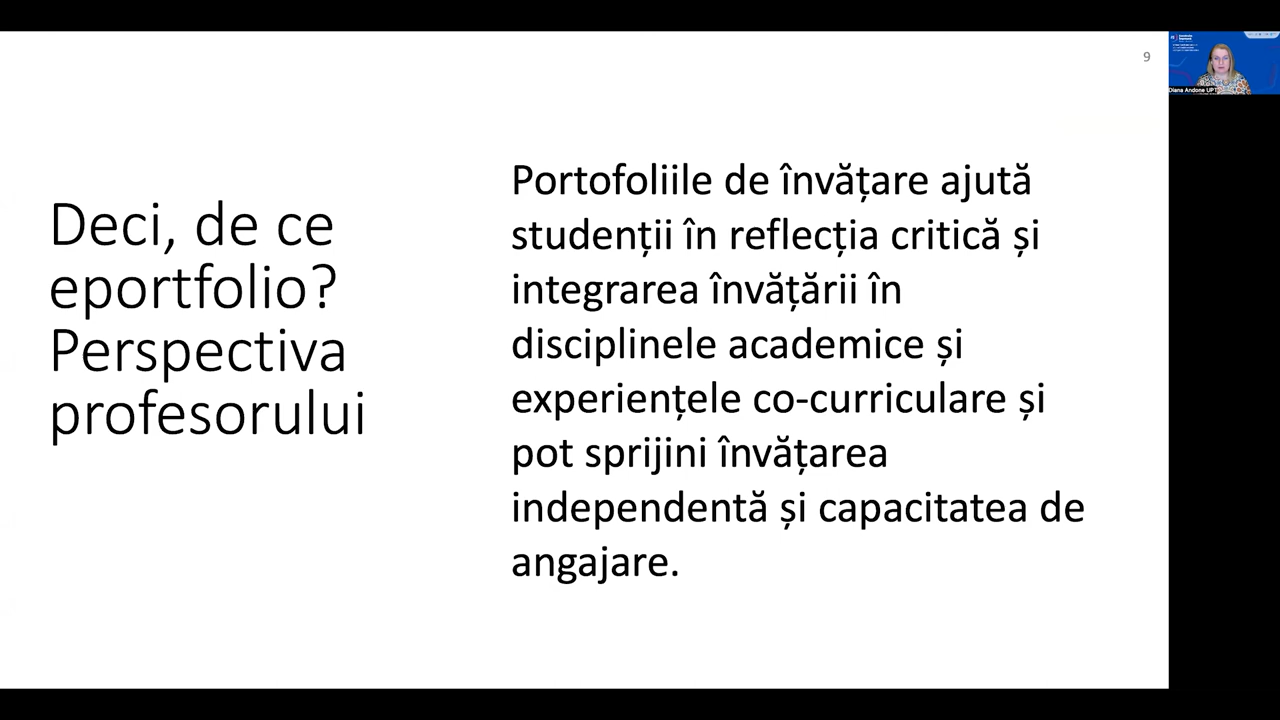 9
Deci, de ce
eportfolio?
Perspectiva
profesorului
Portofoliile de învățare ajută
studenții în reflecția critică și
integrarea învățării în
disciplinele academice și
experiențele co-curriculare și
pot sprijini învățarea
independentă și capacitatea de
angajare.
Diana Andone UPT